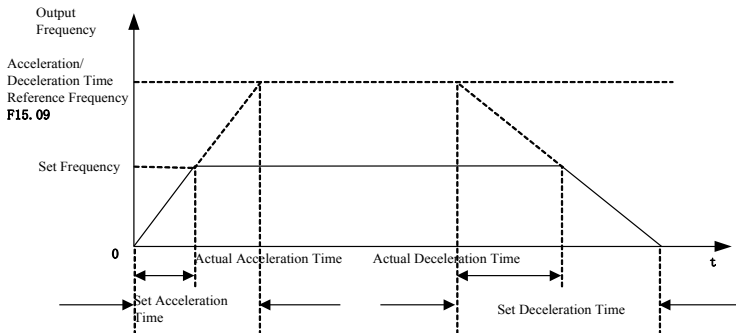 Output
Frequency
Acceleration/
Deceleration Time
Reference Frequency
F15.09
Set Frequency
0
Actual Acceleration Time
Actual Deceleration Time
t
Set Acceleration
Time
Set Deceleration Time